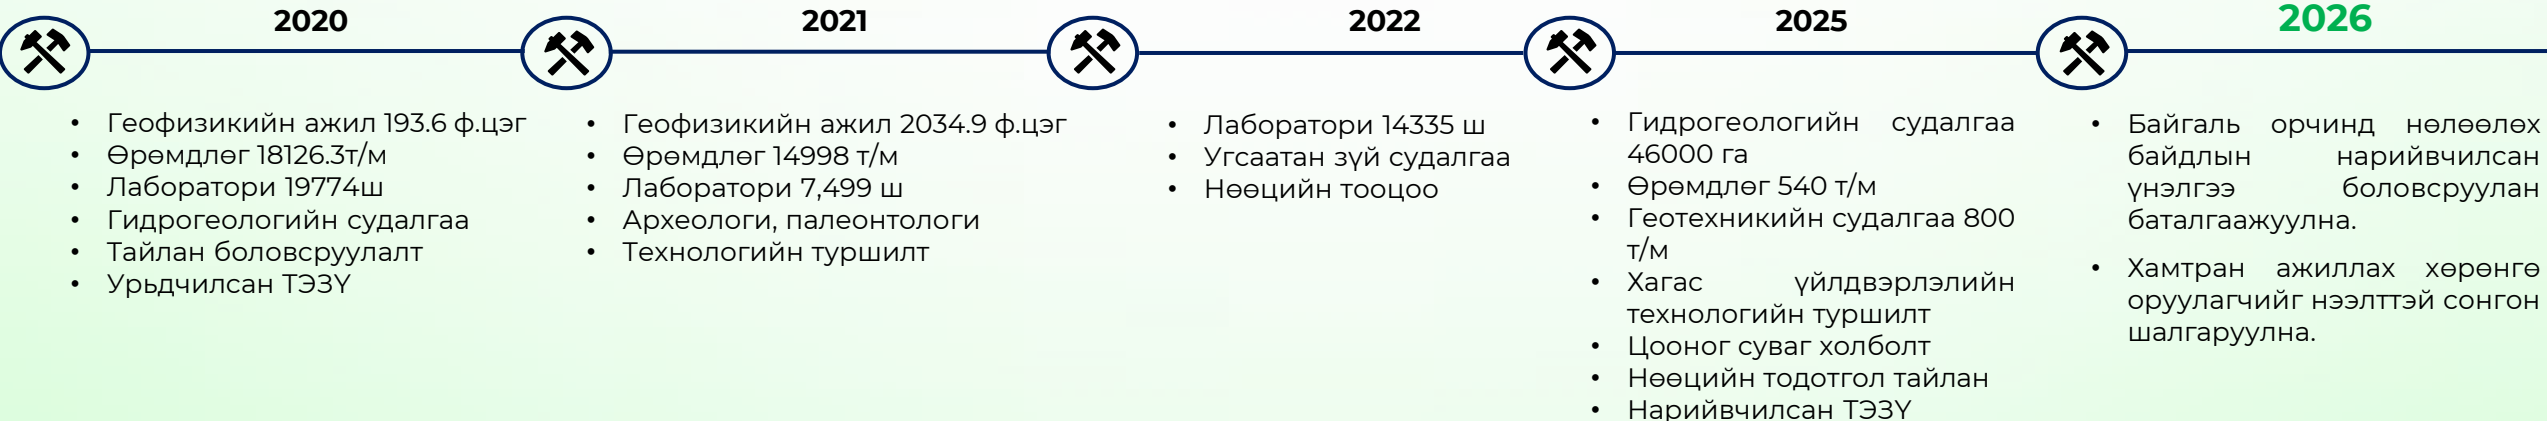 2020
• Геофизикийн ажил 193.6 ф.цэг
• Өрөмдлөг 18126.3т/м
• Лаборатори 19774ш
• Гидрогеологийн судалгаа
• Тайлан боловсруулалт
• Урьдчилсан ТЭЗҮ
2021
• Геофизикийн ажил 2034.9 ф.цэг
• Өрөмдлөг 14998 т/м
• Лаборатори 7,499 ш
• Археологи, палеонтологи
• Технологийн туршилт
2022
• Лаборатори 14335 ш
• Угсаатан зүй судалгаа
• Нөөцийн тооцоо
2025
• Гидрогеологийн судалгаа
46000 га
• Өрөмдлөг 540 т/м
• Геотехникийн судалгаа 800
т/м
• Хагас үйлдвэрлэлийн
технологийн туршилт
• Цооног суваг холболт
• Нөөцийн тодотгол тайлан
• Нарийвчилсан ТЭЗҮ
2026
• Байгаль орчинд нөлөөлөх
байдлын нарийвчилсан
үнэлгээ боловсруулан
баталгаажуулна.
• Хамтран ажиллах хөрөнгө
оруулагчийг нээлттэй сонгон
шалгаруулна.